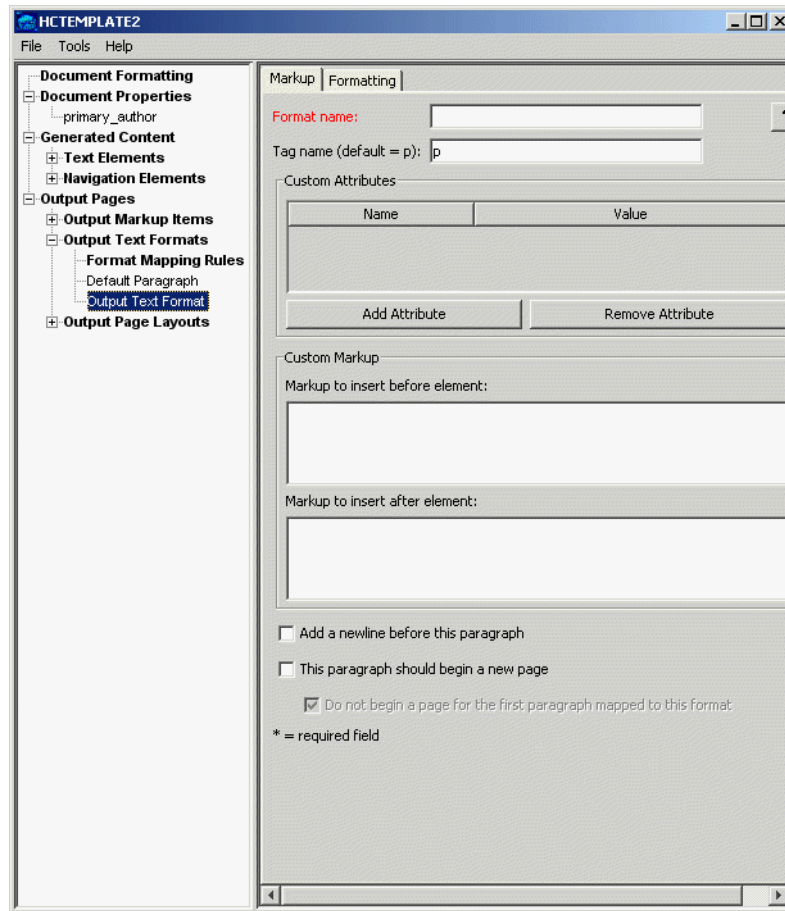 HCTEMPLATE2
File Tools Help
Document Formatting
Document Properties
primary_author
Generated Content
Text Elements
Navigation Elements
Output Pages
Output Markup Items
Output Text Formats
Format Mapping Rules
Default Paragraph
Output Text Format
Output Page Layouts
Markup Formatting
Format name:
Tag name (default = p): p
Custom Attributes
Name Value
Add Attribute Remove Attribute
Custom Markup
Markup to insert before element:
Markup to insert after element:
Add a newline before this paragraph
This paragraph should begin a new page
Do not begin a page for the first paragraph mapped to this format
* = required field